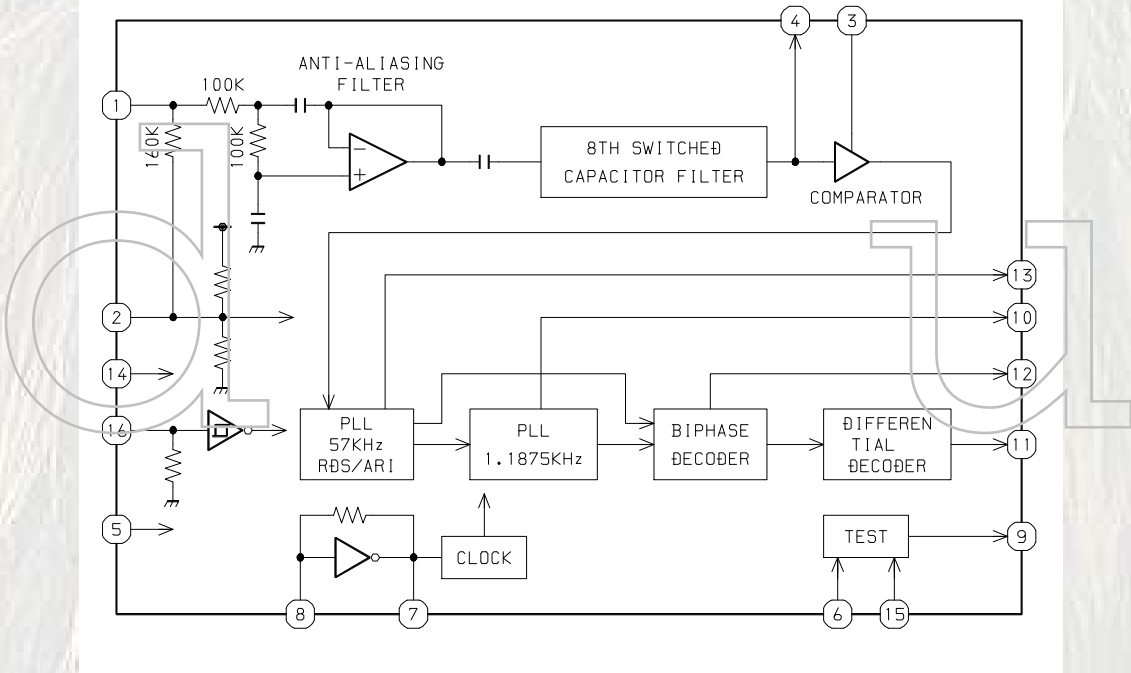 4
3
ANTI-ALIASING
FILTER
100K
1
160K
100K
8TH SWITCHED
CAPACITOR FILTER
COMPARATOR
13
2
10
14
12
16
PLL
57KHz
RDS/ARI
PLL
1.1875KHz
BIPHASE
DECODER
DIFFEREN
TIAL
DECODER
11
5
CLOCK
TEST
9
8
7
6
15